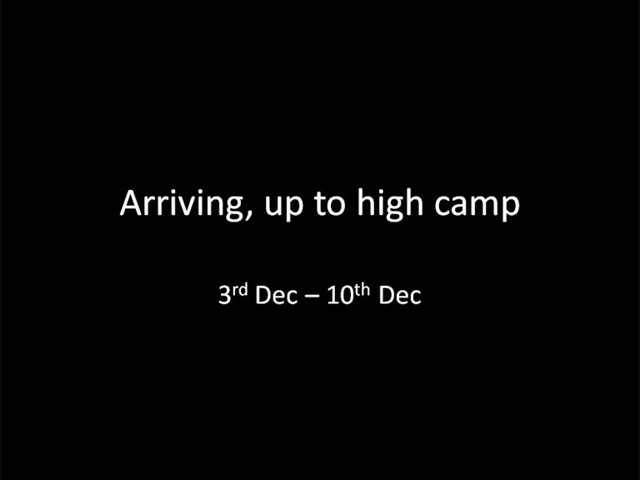 Arriving, up to high camp
3rd Dec – 10th Dec